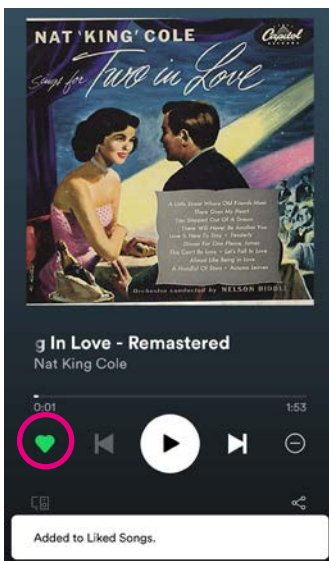 NAT 'KING' COLE
Capitol
RECORDS
Sings for Two in Love
A Little Street Where Old Friends Meet
There Goes My Heart
You Stepped Out Of A Dream
There Will Never Be Another You
Love Is Here To Stay • Tenderly
Dinner For One Please, James
This Can't Be Love • Let's Fall In Love
Almost Like Being In Love
A Handful Of Stars • Autumn Leaves
Orchestra conducted by NELSON RIDDLE
g In Love - Remastered
Nat King Cole
0:01
1:53
Added to Liked Songs.